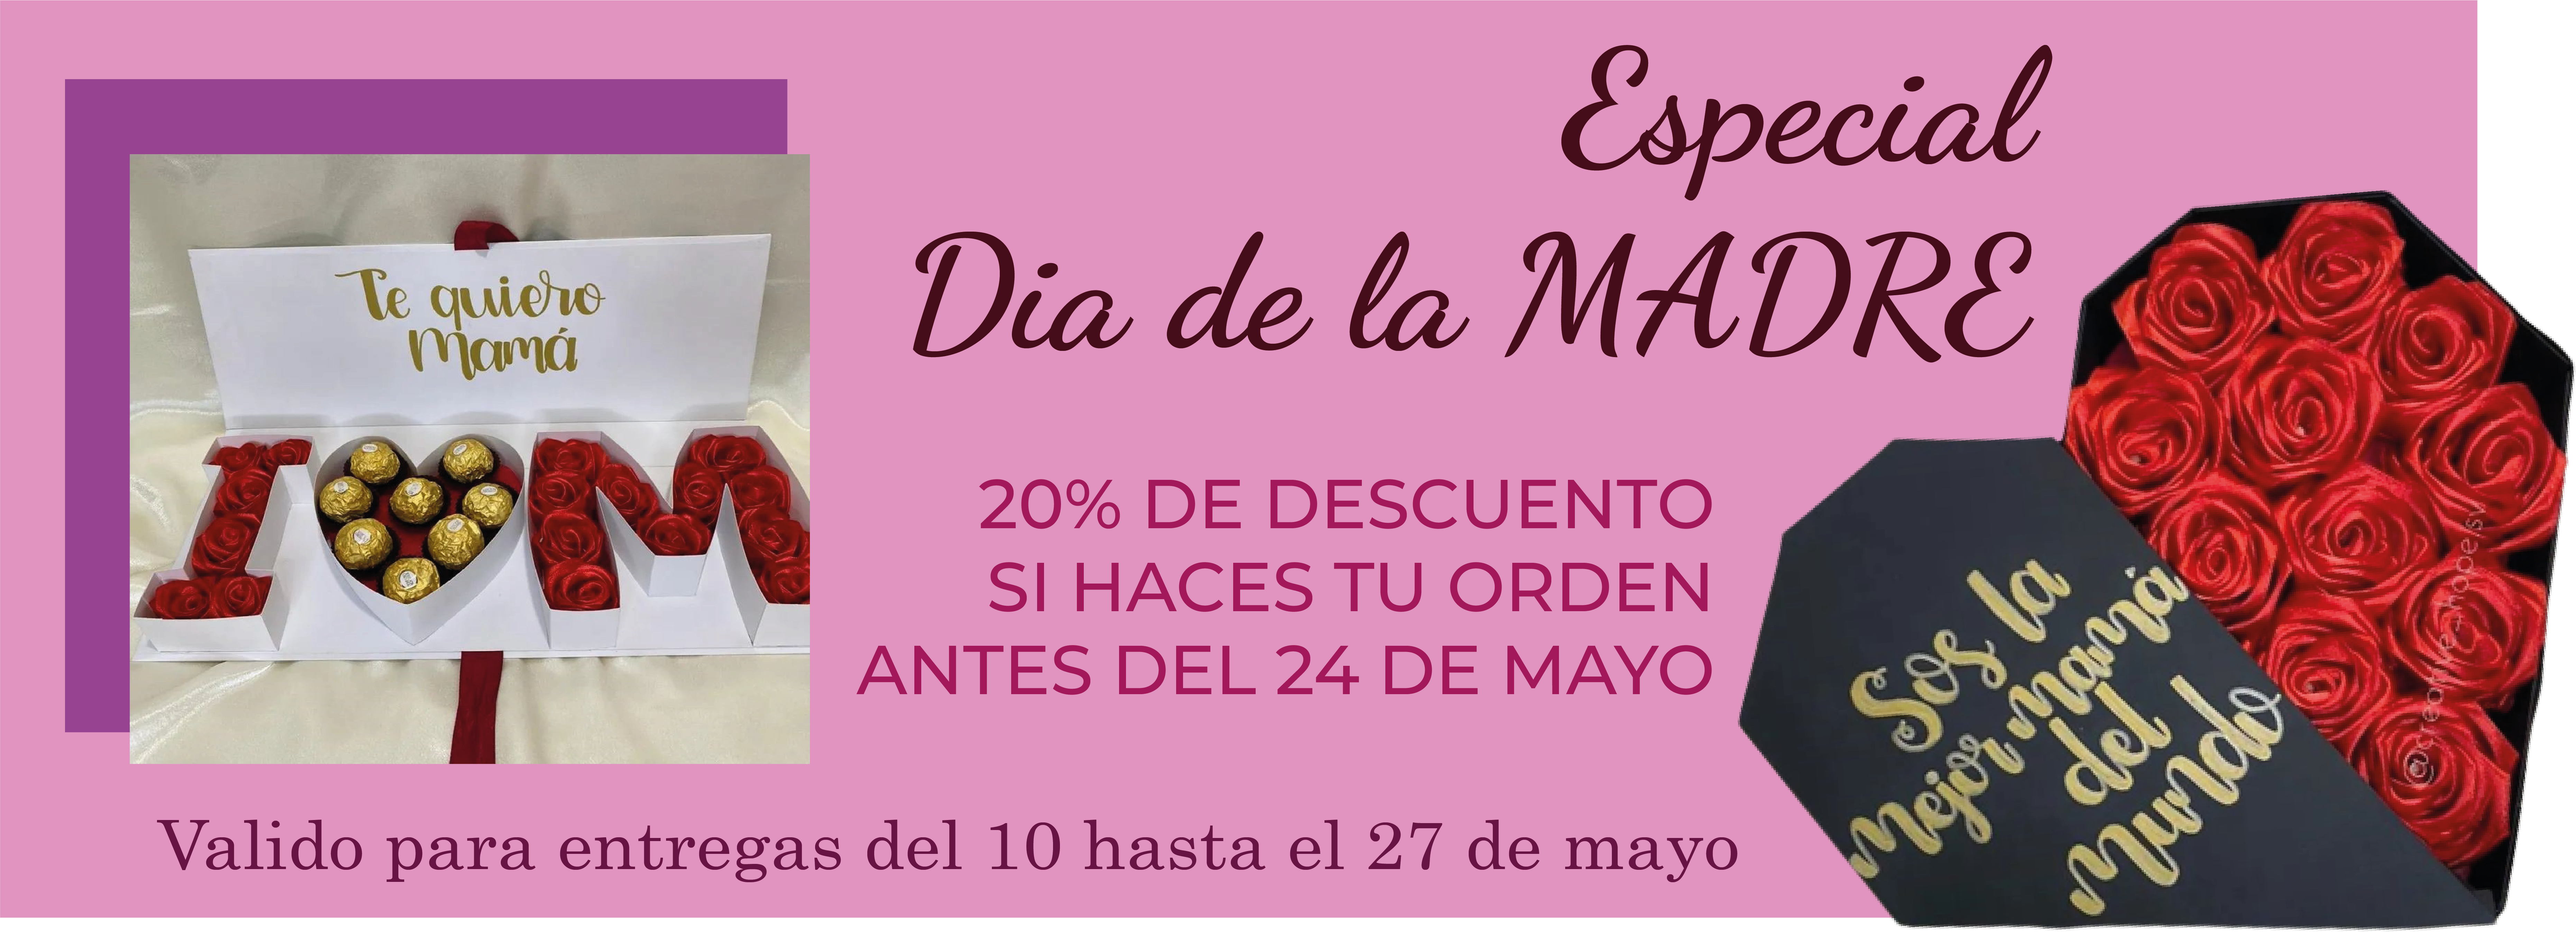 Especial
Dia de la MADRE
Te quiero
Mamá
20% DE DESCUENTO
SI HACES TU ORDEN
ANTES DEL 24 DE MAYO
Sos la
Mejor mamá
del
Mundo
Valido para entregas del 10 hasta el 27 de mayo